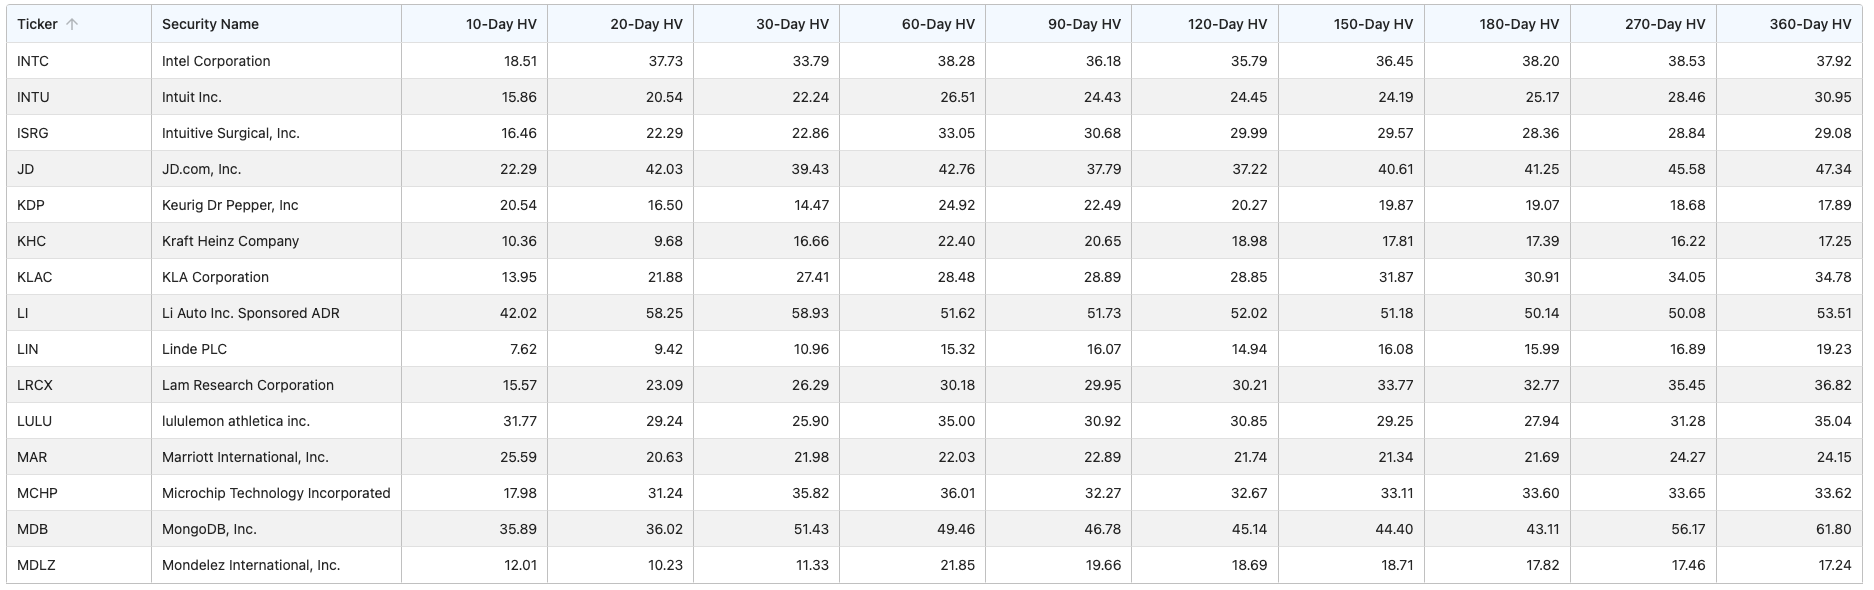 Ticker ↑ Security Name 10-Day HV 20-Day HV 30-Day HV 60-Day HV 90-Day HV 120-Day HV 150-Day HV 180-Day HV 270-Day HV 360-Day HV
INTC Intel Corporation 18.51 37.73 33.79 38.28 36.18 35.79 36.45 38.20 38.53 37.92
INTU Intuit Inc. 15.86 20.54 22.24 26.51 24.43 24.45 24.19 25.17 28.46 30.95
ISRG Intuitive Surgical, Inc. 16.46 22.29 22.86 33.05 30.68 29.99 29.57 28.36 28.84 29.08
JD JD.com, Inc. 22.29 42.03 39.43 42.76 37.79 37.22 40.61 41.25 45.58 47.34
KDP Keurig Dr Pepper, Inc 20.54 16.50 14.47 24.92 22.49 20.27 19.87 19.07 18.68 17.89
KHC Kraft Heinz Company 10.36 9.68 16.66 22.40 20.65 18.98 17.81 17.39 16.22 17.25
KLAC KLA Corporation 13.95 21.88 27.41 28.48 28.89 28.85 31.87 30.91 34.05 34.78
LI Li Auto Inc. Sponsored ADR 42.02 58.25 58.93 51.62 51.73 52.02 51.18 50.14 50.08 53.51
LIN Linde PLC 7.62 9.42 10.96 15.32 16.07 14.94 16.08 15.99 16.89 19.23
LRCX Lam Research Corporation 15.57 23.09 26.29 30.18 29.95 30.21 33.77 32.77 35.45 36.82
LULU lululemon athletica inc. 31.77 29.24 25.90 35.00 30.92 30.85 29.25 27.94 31.28 35.04
MAR Marriott International, Inc. 25.59 20.63 21.98 22.03 22.89 21.74 21.34 21.69 24.27 24.15
MCHP Microchip Technology Incorporated 17.98 31.24 35.82 36.01 32.27 32.67 33.11 33.60 33.65 33.62
MDB MongoDB, Inc. 35.89 36.02 51.43 49.46 46.78 45.14 44.40 43.11 56.17 61.80
MDLZ Mondelez International, Inc. 12.01 10.23 11.33 21.85 19.66 18.69 18.71 17.82 17.46 17.24